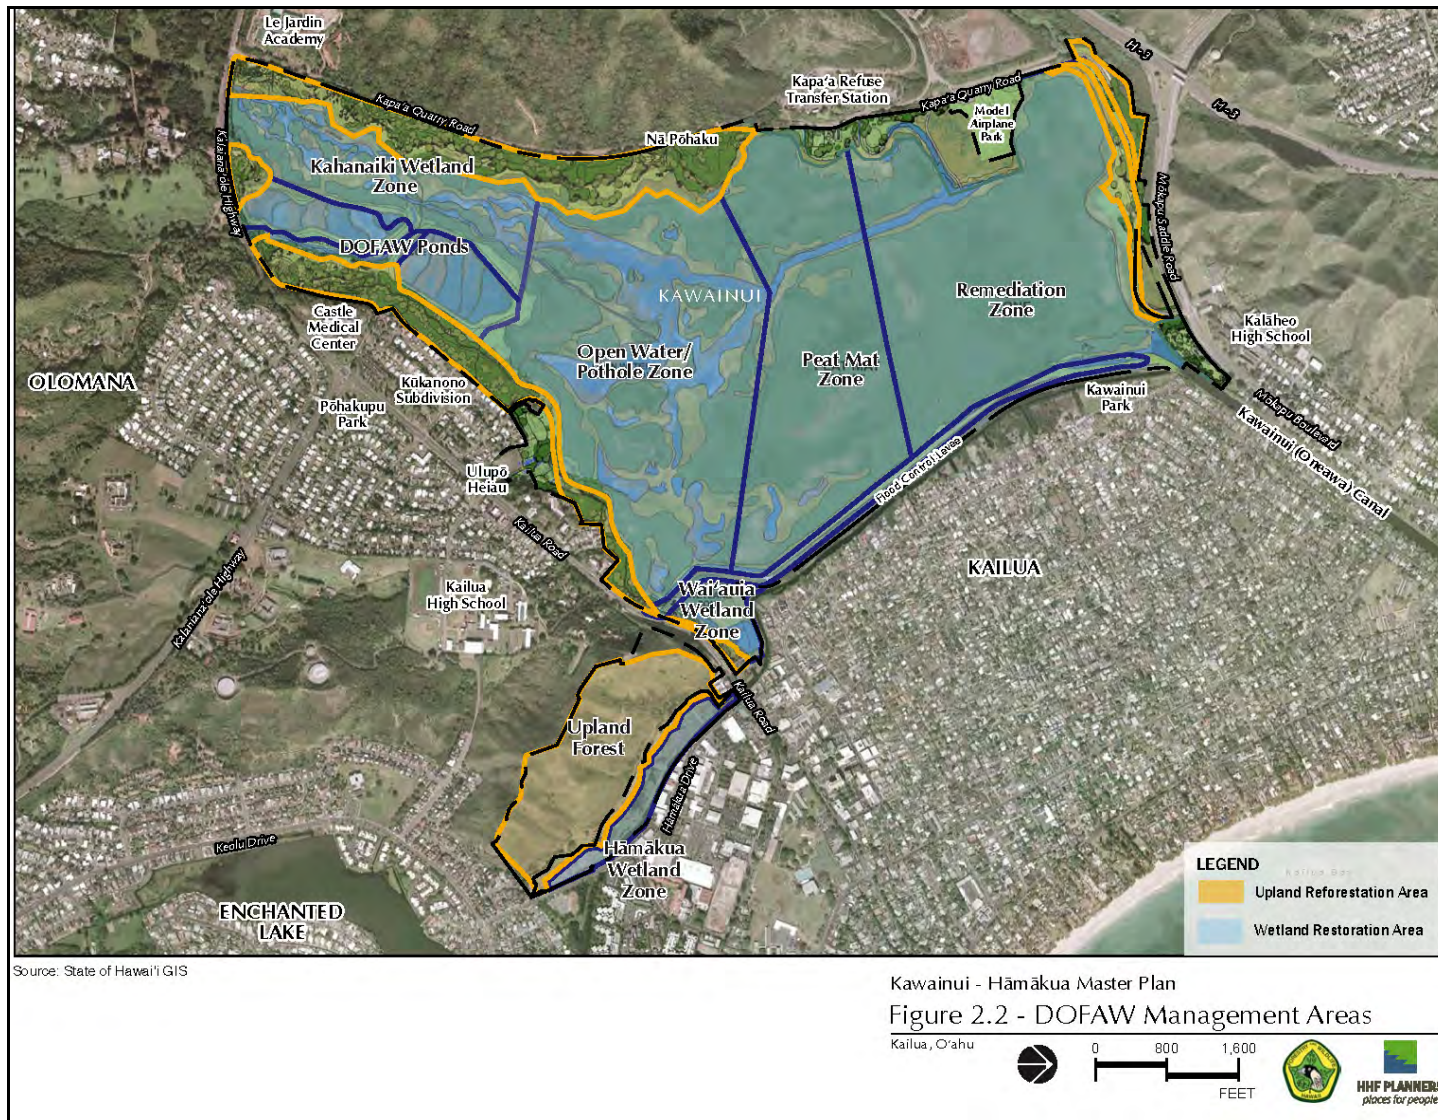 Le Jardin
Academy
Kapa'a Quarry Road
Kapa'a Refuse
Transfer Station
Kapa'a Quarry Road
Model
Airplane
Park
H-3
H-3
Nā Pōhaku
Kahanaiki Wetland
Zone
Kalaniana'ole Highway
DOFAW Ponds
KAWAINUI
Remediation
Zone
Mōkapu Saddle Road
Castle
Medical
Center
Open Water/
Pothole Zone
Peat Mat
Zone
Kalāheo
High School
OLOMANA
Kūkanono
Subdivision
Pōhakupu
Park
Kawainui
Park
Mōkapu Boulevard
Kawainui (Oneawa) Canal
Flood Control Levee
Ulupō
Heiau
Kailua Road
KAILUA
Kalaniana'ole Highway
Kailua
High School
Wai'auia
Wetland
Zone
Kailua Road
Upland
Forest
Hāmākua Drive
Hāmākua
Wetland
Zone
Keolu Drive
ENCHANTED
LAKE
LEGEND
Kailua Bay
Upland Reforestation Area
Wetland Restoration Area
Source: State of Hawai'i GIS
Kawainui - Hāmākua Master Plan
Figure 2.2 - DOFAW Management Areas
Kailua, O'ahu
0 800 1,600
FEET
HHF PLANNERS
places for people